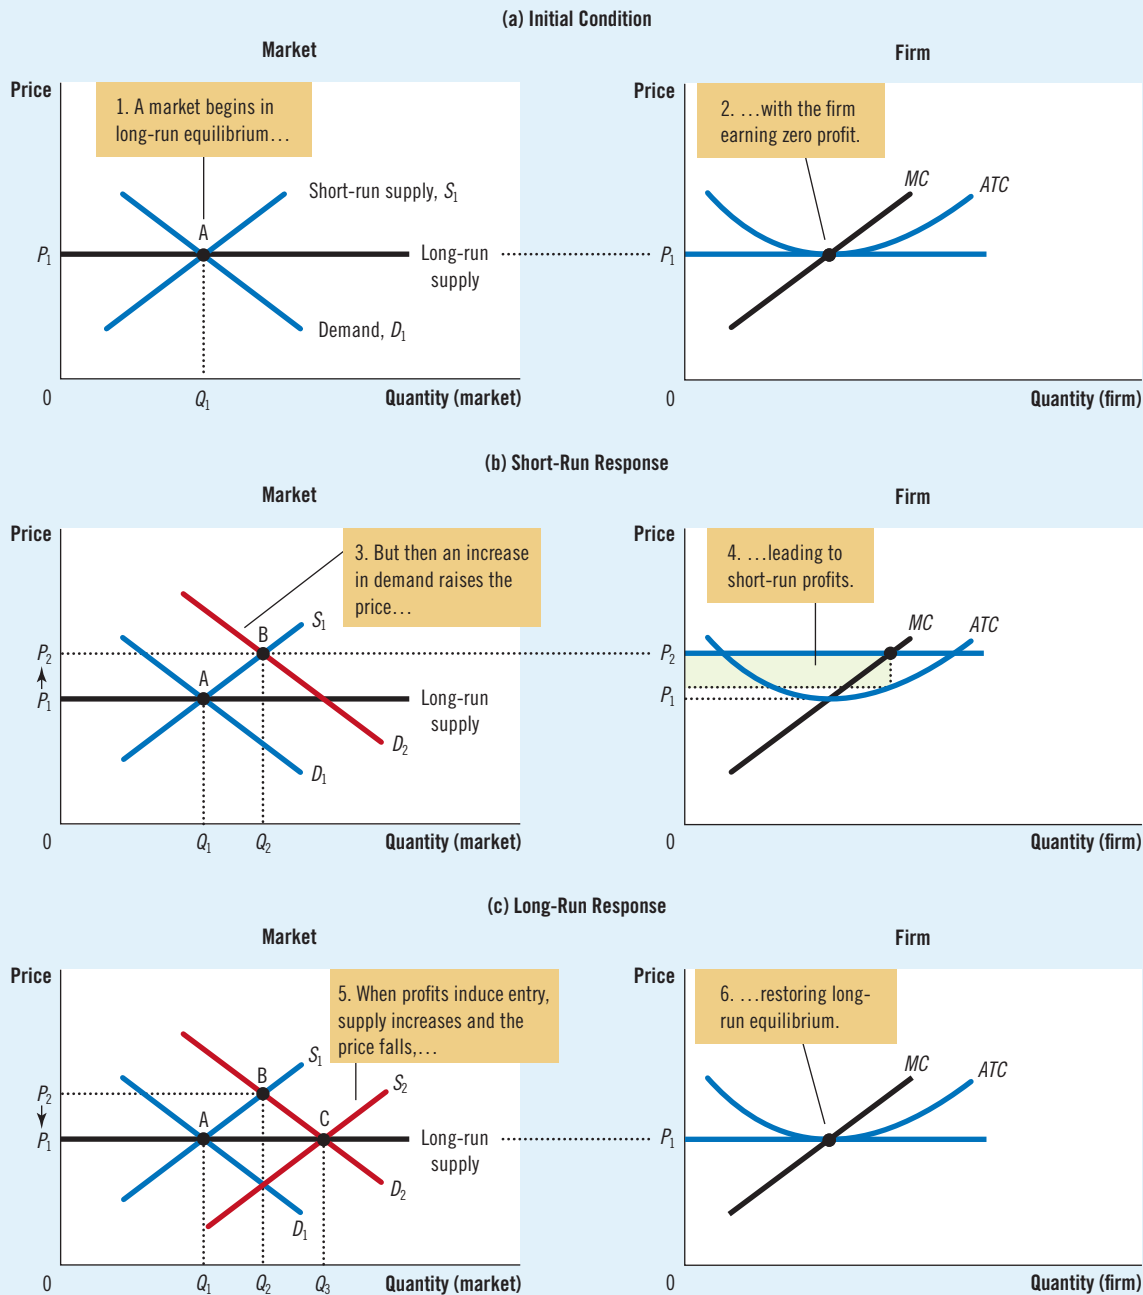 (a) Initial Condition
Market
Firm
Price
1. A market begins in
long-run equilibrium…
Short-run supply, S1
A
P1
Long-run
supply
Demand, D1
0
Q1
Quantity (market)
Price
2. …with the firm
earning zero profit.
MC
ATC
P1
0
Quantity (firm)
(b) Short-Run Response
Market
Firm
Price
3. But then an increase
in demand raises the
price…
S1
B
P2
A
P1
Long-run
supply
D2
D1
0
Q1
Q2
Quantity (market)
Price
4. …leading to
short-run profits.
MC
ATC
P2
P1
0
Quantity (firm)
(c) Long-Run Response
Market
Firm
Price
5. When profits induce entry,
supply increases and the
price falls,…
S1
B
S2
P2
A
C
P1
Long-run
supply
D2
D1
0
Q1
Q2
Q3
Quantity (market)
Price
6. …restoring long-
run equilibrium.
MC
ATC
P1
0
Quantity (firm)